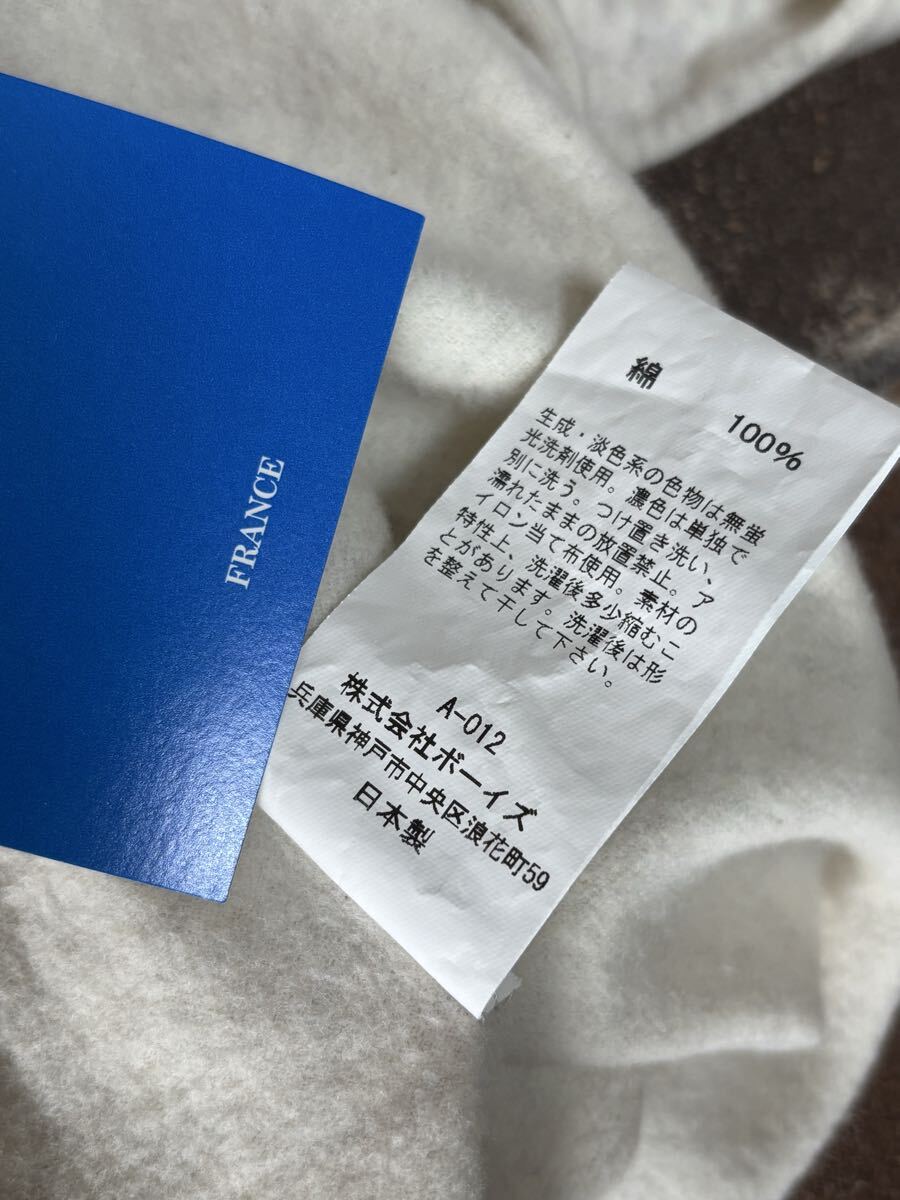 FRANCE
綿
100%
生成・淡色系の色物は無蛍
光洗剤使用。濃色は単独で
別に洗う。つけ置き洗い、
濡れたままの放置禁止。ア
イロン当て布使用。素材の
特性上、洗濯後多少縮むこ
とがあります。洗濯後は形
を整えて干して下さい。
A-012
株式会社ボーイズ
兵庫県神戸市中央区浪花町59
日本製